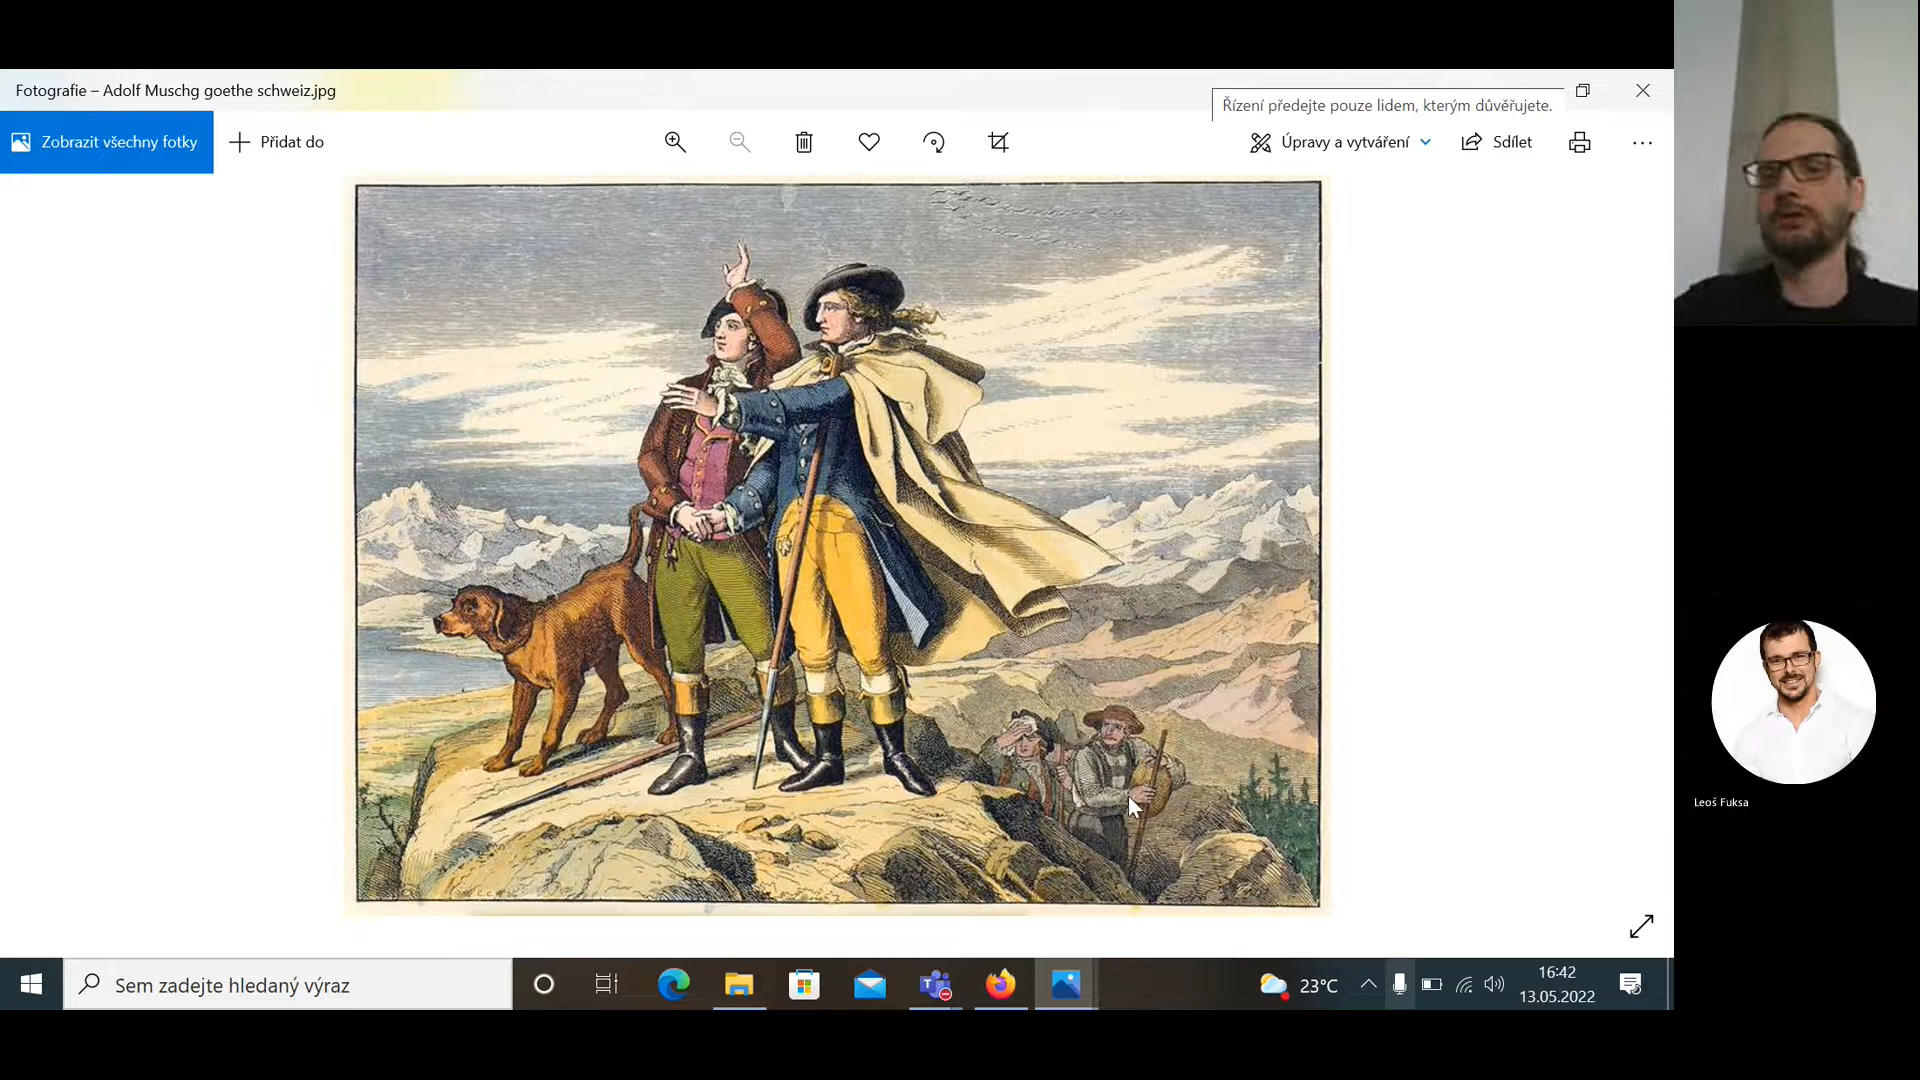 Fotografie – Adolf Muschg goethe schweiz.jpg
Řízení předejte pouze lidem, kterým důvěřujete.
Zobrazit všechny fotky
Přidat do
Úpravy a vytváření
Sdílet
Leoš Fuksa
Sem zadejte hledaný výraz
23°C
16:42
13.05.2022